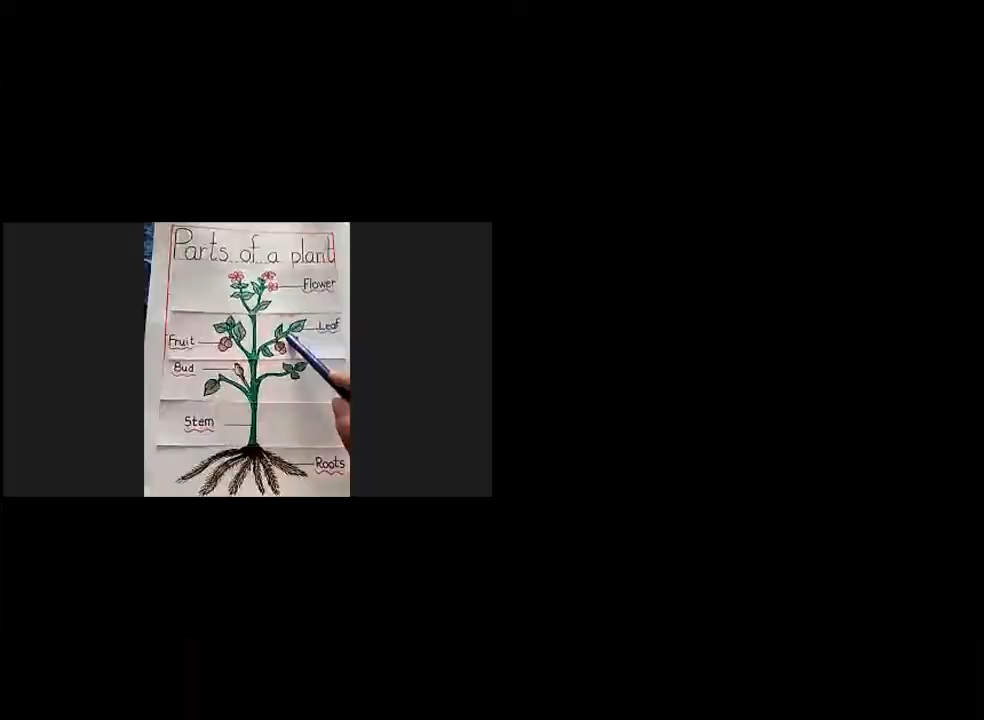 Parts of a plant
Flower
Leaf
Fruit
Bud
Stem
Roots